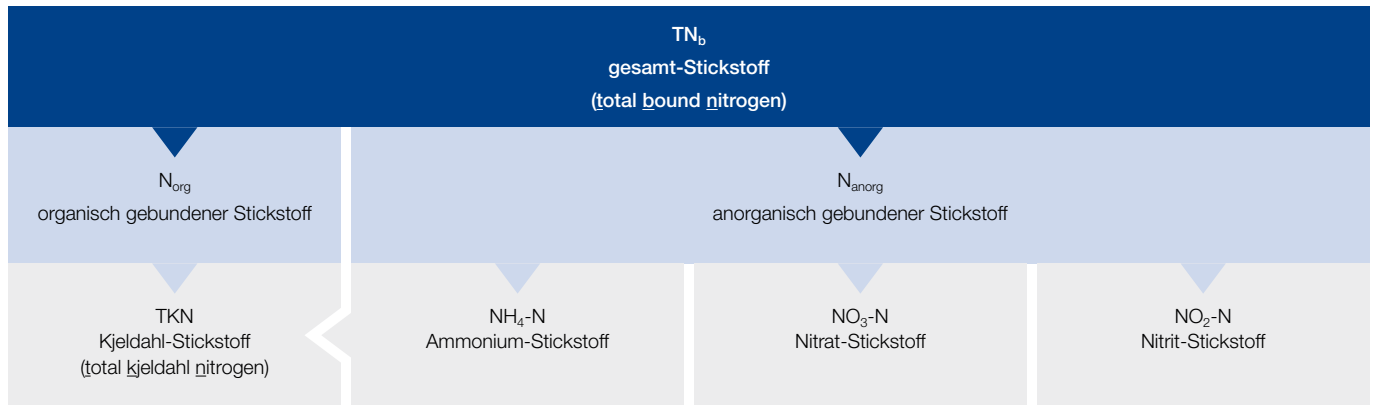 TNb
gesamt-Stickstoff
(total bound nitrogen)
Norg
organisch gebundener Stickstoff
Nanorg
anorganisch gebundener Stickstoff
TKN
Kjeldahl-Stickstoff
(total kjeldahl nitrogen)
NH4-N
Ammonium-Stickstoff
NO3-N
Nitrat-Stickstoff
NO2-N
Nitrit-Stickstoff